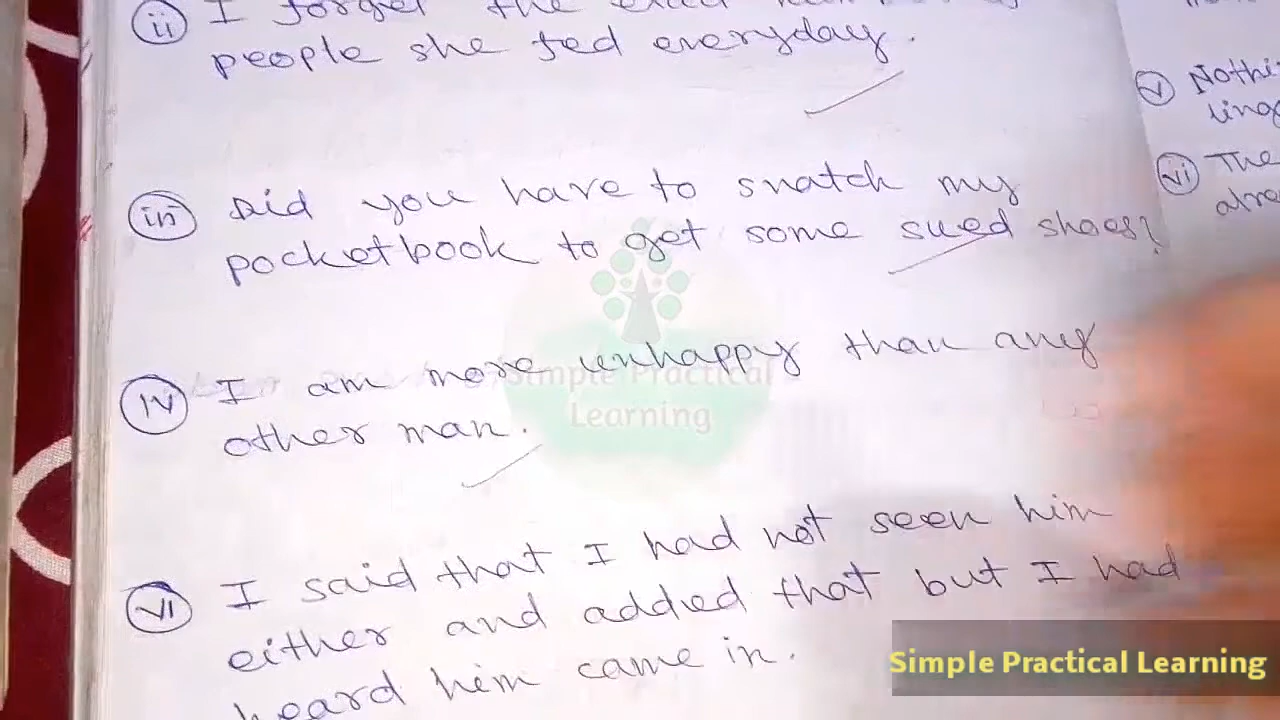 ii I forget the exact
people she fed everyday.
iii Did you have to snatch my
pocketbook to get some sued shoes?
iv I am more unhappy than any
other man.
vi I said that I had not seen him
either and added that but I had
heard him came in.
v Nothi
ling
vi The
alre
Simple Practical
Learning
Simple Practical Learning